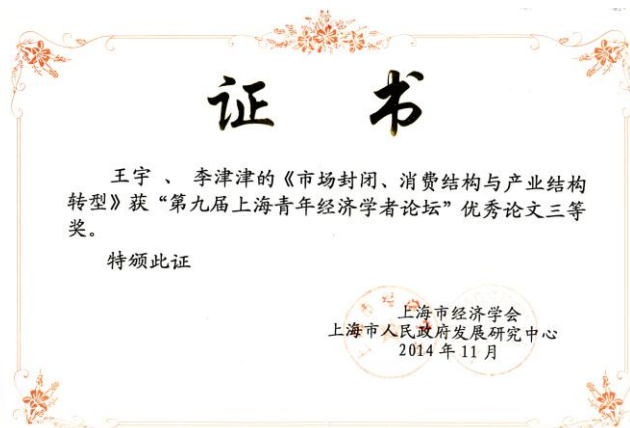 证 书
王宇 、 李津津的《市场封闭、消费结构与产业结构
转型》获“第九届上海青年经济学者论坛”优秀论文三等
奖。
特颁此证
上海市经济学会
上海市人民政府发展研究中心
2014年11月